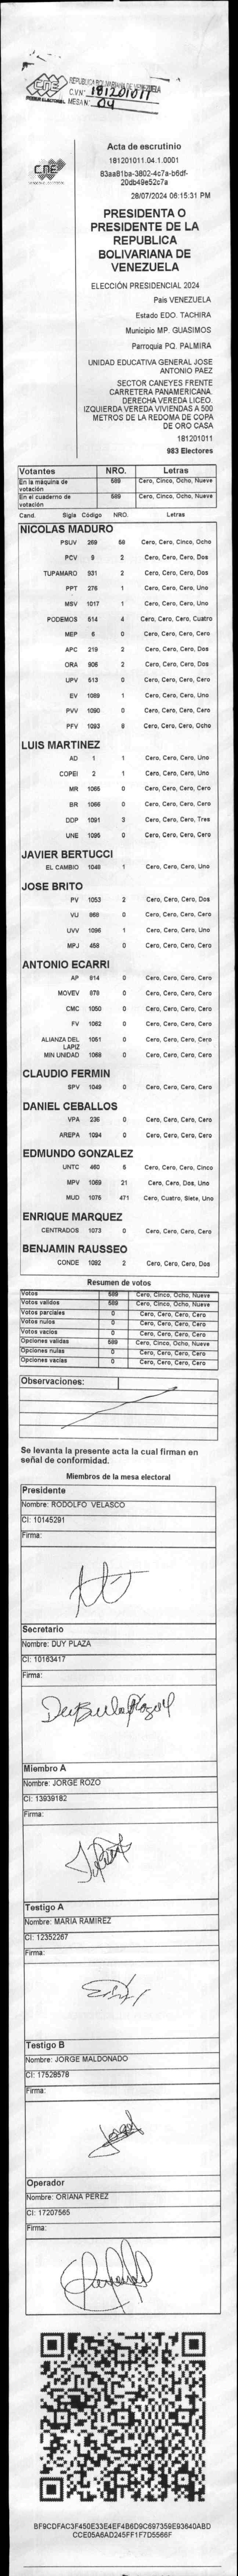 cne
PODER ELECTORAL
REPUBLICA BOLIVARIANA DE VENEZUELA
C.V.N° 181201011
MESA N° 04
Acta de escrutinio
181201011.04.1.0001
83aa81ba-3802-4c7a-b6df-
20db49e52c7a
28/07/2024 06:15:31 PM
PRESIDENTA O
PRESIDENTE DE LA
REPUBLICA
BOLIVARIANA DE
VENEZUELA
ELECCIÓN PRESIDENCIAL 2024
País VENEZUELA
Estado EDO. TACHIRA
Municipio MP. GUASIMOS
Parroquia PQ. PALMIRA
UNIDAD EDUCATIVA GENERAL JOSE
ANTONIO PAEZ
SECTOR CANEYES FRENTE
CARRETERA PANAMERICANA.
DERECHA VEREDA LICEO.
IZQUIERDA VEREDA VIVIENDAS A 500
METROS DE LA REDOMA DE COPA
DE ORO CASA
181201011
983 Electores
Votantes NRO. Letras
En la máquina de votación 589 Cero, Cinco, Ocho, Nueve
En el cuaderno de votación 589 Cero, Cinco, Ocho, Nueve
Cand. Sigla Código NRO. Letras
NICOLAS MADURO
PSUV 269 58 Cero, Cero, Cinco, Ocho
PCV 9 2 Cero, Cero, Cero, Dos
TUPAMARO 931 2 Cero, Cero, Cero, Dos
PPT 276 1 Cero, Cero, Cero, Uno
MSV 1017 1 Cero, Cero, Cero, Uno
PODEMOS 514 4 Cero, Cero, Cero, Cuatro
MEP 6 0 Cero, Cero, Cero, Cero
APC 219 2 Cero, Cero, Cero, Dos
ORA 906 2 Cero, Cero, Cero, Dos
UPV 513 0 Cero, Cero, Cero, Cero
EV 1089 1 Cero, Cero, Cero, Uno
PVV 1090 0 Cero, Cero, Cero, Cero
PFV 1093 8 Cero, Cero, Cero, Ocho
LUIS MARTINEZ
AD 1 1 Cero, Cero, Cero, Uno
COPEI 2 1 Cero, Cero, Cero, Uno
MR 1065 0 Cero, Cero, Cero, Cero
BR 1066 0 Cero, Cero, Cero, Cero
DDP 1091 3 Cero, Cero, Cero, Tres
UNE 1095 0 Cero, Cero, Cero, Cero
JAVIER BERTUCCI
EL CAMBIO 1048 1 Cero, Cero, Cero, Uno
JOSE BRITO
PV 1053 2 Cero, Cero, Cero, Dos
VU 868 0 Cero, Cero, Cero, Cero
UVV 1096 1 Cero, Cero, Cero, Uno
MPJ 458 0 Cero, Cero, Cero, Cero
ANTONIO ECARRI
AP 814 0 Cero, Cero, Cero, Cero
MOVEV 878 0 Cero, Cero, Cero, Cero
CMC 1050 0 Cero, Cero, Cero, Cero
FV 1062 0 Cero, Cero, Cero, Cero
ALIANZA DEL LAPIZ 1051 0 Cero, Cero, Cero, Cero
MIN UNIDAD 1068 0 Cero, Cero, Cero, Cero
CLAUDIO FERMIN
SPV 1049 0 Cero, Cero, Cero, Cero
DANIEL CEBALLOS
VPA 236 0 Cero, Cero, Cero, Cero
AREPA 1094 0 Cero, Cero, Cero, Cero
EDMUNDO GONZALEZ
UNTC 460 5 Cero, Cero, Cero, Cinco
MPV 1069 21 Cero, Cero, Dos, Uno
MUD 1075 471 Cero, Cuatro, Siete, Uno
ENRIQUE MARQUEZ
CENTRADOS 1073 0 Cero, Cero, Cero, Cero
BENJAMIN RAUSSEO
CONDE 1092 2 Cero, Cero, Cero, Dos
Resumen de votos
Votos 589 Cero, Cinco, Ocho, Nueve
Votos validos 589 Cero, Cinco, Ocho, Nueve
Votos parciales 0 Cero, Cero, Cero, Cero
Votos nulos 0 Cero, Cero, Cero, Cero
Votos vacios 0 Cero, Cero, Cero, Cero
Opciones validas 589 Cero, Cinco, Ocho, Nueve
Opciones nulas 0 Cero, Cero, Cero, Cero
Opciones vacias 0 Cero, Cero, Cero, Cero
Observaciones:
Se levanta la presente acta la cual firman en
señal de conformidad.
Miembros de la mesa electoral
Presidente
Nombre: RODOLFO VELASCO
CI: 10145291
Firma:
Secretario
Nombre: DUY PLAZA
CI: 10163417
Firma:
Miembro A
Nombre: JORGE ROZO
CI: 13939182
Firma:
Testigo A
Nombre: MARIA RAMIREZ
CI: 12352267
Firma:
Testigo B
Nombre: JORGE MALDONADO
CI: 17528578
Firma:
Operador
Nombre: ORIANA PEREZ
CI: 17207565
Firma:
BF9CDFAC3F450E33E4EF4B6D9C697359E93640ABD
CCE05A6AD245FF1F7D5566F